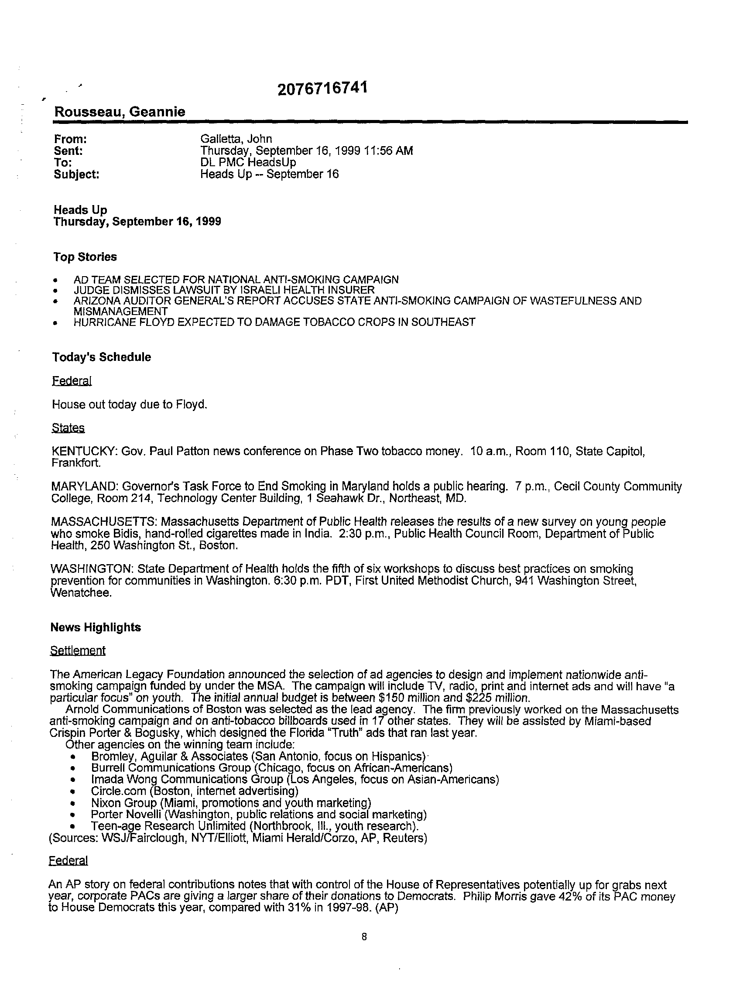 2076716741
Rousseau, Geannie
From: Galletta, John
Sent: Thursday, September 16, 1999 11:56 AM
To: DL PMC HeadsUp
Subject: Heads Up -- September 16
Heads Up
Thursday, September 16, 1999
Top Stories
• AD TEAM SELECTED FOR NATIONAL ANTI-SMOKING CAMPAIGN
• JUDGE DISMISSES LAWSUIT BY ISRAELI HEALTH INSURER
• ARIZONA AUDITOR GENERAL'S REPORT ACCUSES STATE ANTI-SMOKING CAMPAIGN OF WASTEFULNESS AND
MISMANAGEMENT
• HURRICANE FLOYD EXPECTED TO DAMAGE TOBACCO CROPS IN SOUTHEAST
Today's Schedule
Federal
House out today due to Floyd.
States
KENTUCKY: Gov. Paul Patton news conference on Phase Two tobacco money. 10 a.m., Room 110, State Capitol,
Frankfort.
MARYLAND: Governor's Task Force to End Smoking in Maryland holds a public hearing. 7 p.m., Cecil County Community
College, Room 214, Technology Center Building, 1 Seahawk Dr., Northeast, MD.
MASSACHUSETTS: Massachusetts Department of Public Health releases the results of a new survey on young people
who smoke Bidis, hand-rolled cigarettes made in India. 2:30 p.m., Public Health Council Room, Department of Public
Health, 250 Washington St., Boston.
WASHINGTON: State Department of Health holds the fifth of six workshops to discuss best practices on smoking
prevention for communities in Washington. 6:30 p.m. PDT, First United Methodist Church, 941 Washington Street,
Wenatchee.
News Highlights
Settlement
The American Legacy Foundation announced the selection of ad agencies to design and implement nationwide anti-
smoking campaign funded by under the MSA. The campaign will include TV, radio, print and internet ads and will have "a
particular focus" on youth. The initial annual budget is between $150 million and $225 million.
Arnold Communications of Boston was selected as the lead agency. The firm previously worked on the Massachusetts
anti-smoking campaign and on anti-tobacco billboards used in 17 other states. They will be assisted by Miami-based
Crispin Porter & Bogusky, which designed the Florida "Truth" ads that ran last year.
Other agencies on the winning team include:
• Bromley, Aguilar & Associates (San Antonio, focus on Hispanics)
• Burrell Communications Group (Chicago, focus on African-Americans)
• Imada Wong Communications Group (Los Angeles, focus on Asian-Americans)
• Circle.com (Boston, internet advertising)
• Nixon Group (Miami, promotions and youth marketing)
• Porter Novelli (Washington, public relations and social marketing)
• Teen-age Research Unlimited (Northbrook, Ill., youth research).
(Sources: WSJ/Fairclough, NYT/Elliott, Miami Herald/Corzo, AP, Reuters)
Federal
An AP story on federal contributions notes that with control of the House of Representatives potentially up for grabs next
year, corporate PACs are giving a larger share of their donations to Democrats. Philip Morris gave 42% of its PAC money
to House Democrats this year, compared with 31% in 1997-98. (AP)
8